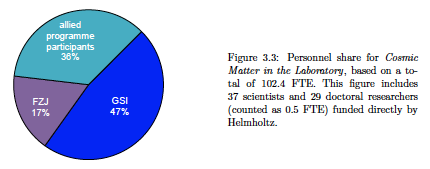 allied
programme
participants
36%
FZJ
17%
GSI
47%
Figure 3.3: Personnel share for Cosmic
Matter in the Laboratory, based on a to-
tal of 102.4 FTE. This figure includes
37 scientists and 29 doctoral researchers
(counted as 0.5 FTE) funded directly by
Helmholtz.